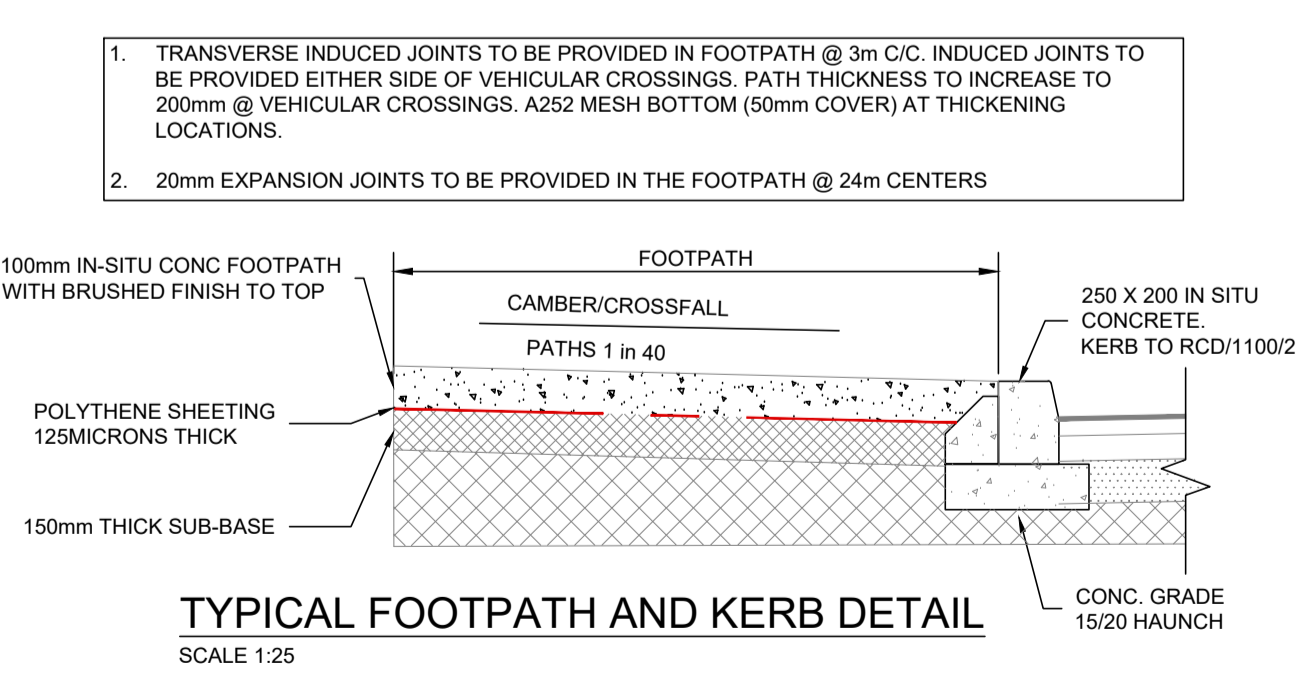 1. TRANSVERSE INDUCED JOINTS TO BE PROVIDED IN FOOTPATH @ 3m C/C. INDUCED JOINTS TO
BE PROVIDED EITHER SIDE OF VEHICULAR CROSSINGS. PATH THICKNESS TO INCREASE TO
200mm @ VEHICULAR CROSSINGS. A252 MESH BOTTOM (50mm COVER) AT THICKENING
LOCATIONS.
2. 20mm EXPANSION JOINTS TO BE PROVIDED IN THE FOOTPATH @ 24m CENTERS
100mm IN-SITU CONC FOOTPATH
WITH BRUSHED FINISH TO TOP
FOOTPATH
CAMBER/CROSSFALL
PATHS 1 in 40
250 X 200 IN SITU
CONCRETE.
KERB TO RCD/1100/2
POLYTHENE SHEETING
125MICRONS THICK
150mm THICK SUB-BASE
CONC. GRADE
15/20 HAUNCH
TYPICAL FOOTPATH AND KERB DETAIL
SCALE 1:25